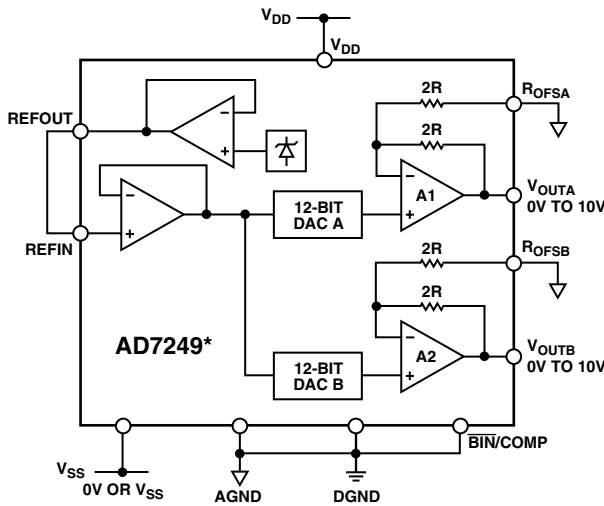 VDD
VDD
2R
ROFSA
REFOUT
2R
–
+
–
+
–
+
A1
12-BIT
DAC A
VOUTA
0V TO 10V
REFIN
ROFSB
2R
2R
AD7249*
–
+
A2
12-BIT
DAC B
VOUTB
0V TO 10V
BIN/COMP
VSS
0V OR VSS
AGND
DGND